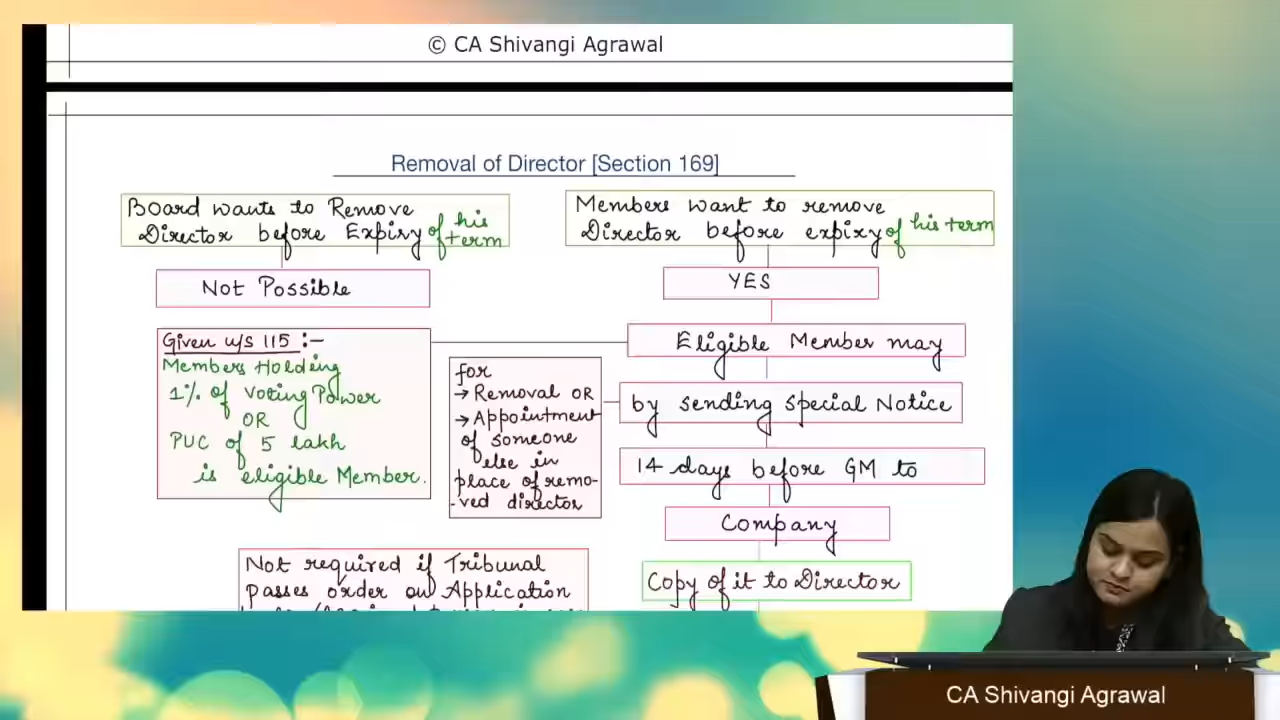 © CA Shivangi Agrawal
Removal of Director [Section 169]
Board wants to Remove
Director before Expiry of his term
Not Possible
Given u/s 115 :-
Members Holding
1% of Voting Power
OR
PUC of 5 lakh
is eligible Member.
Members want to remove
Director before expiry of his term
YES
Eligible Member may
by sending special Notice
for
→ Removal OR
→ Appointment
of someone
else in
place of remo-
-ved director
14 days before GM to
Company
Copy of it to Director
Not required if Tribunal
passes order on Application
CA Shivangi Agrawal